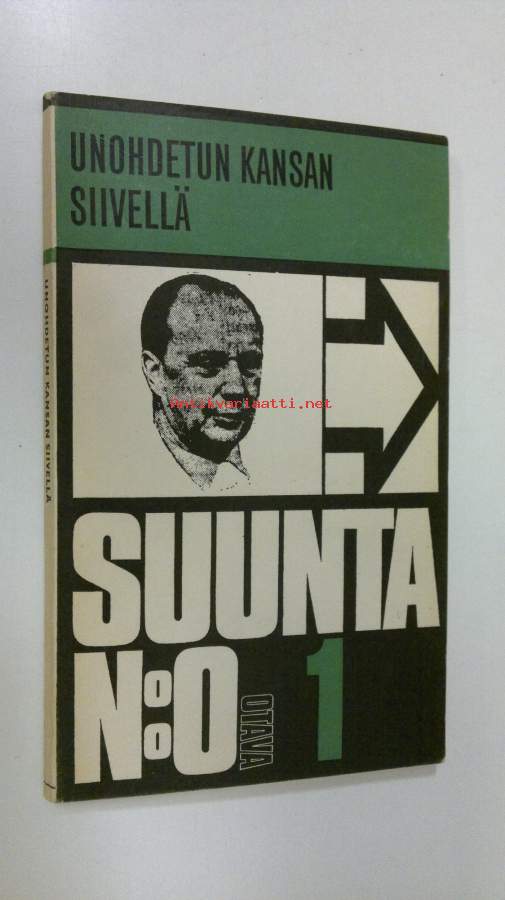 UNOHDETUN KANSAN
SIIVELLÄ
UNOHDETUN KANSAN SIIVELLÄ
antikvariaatti.net
SUUNTA
N:o:O
1
OTAVA